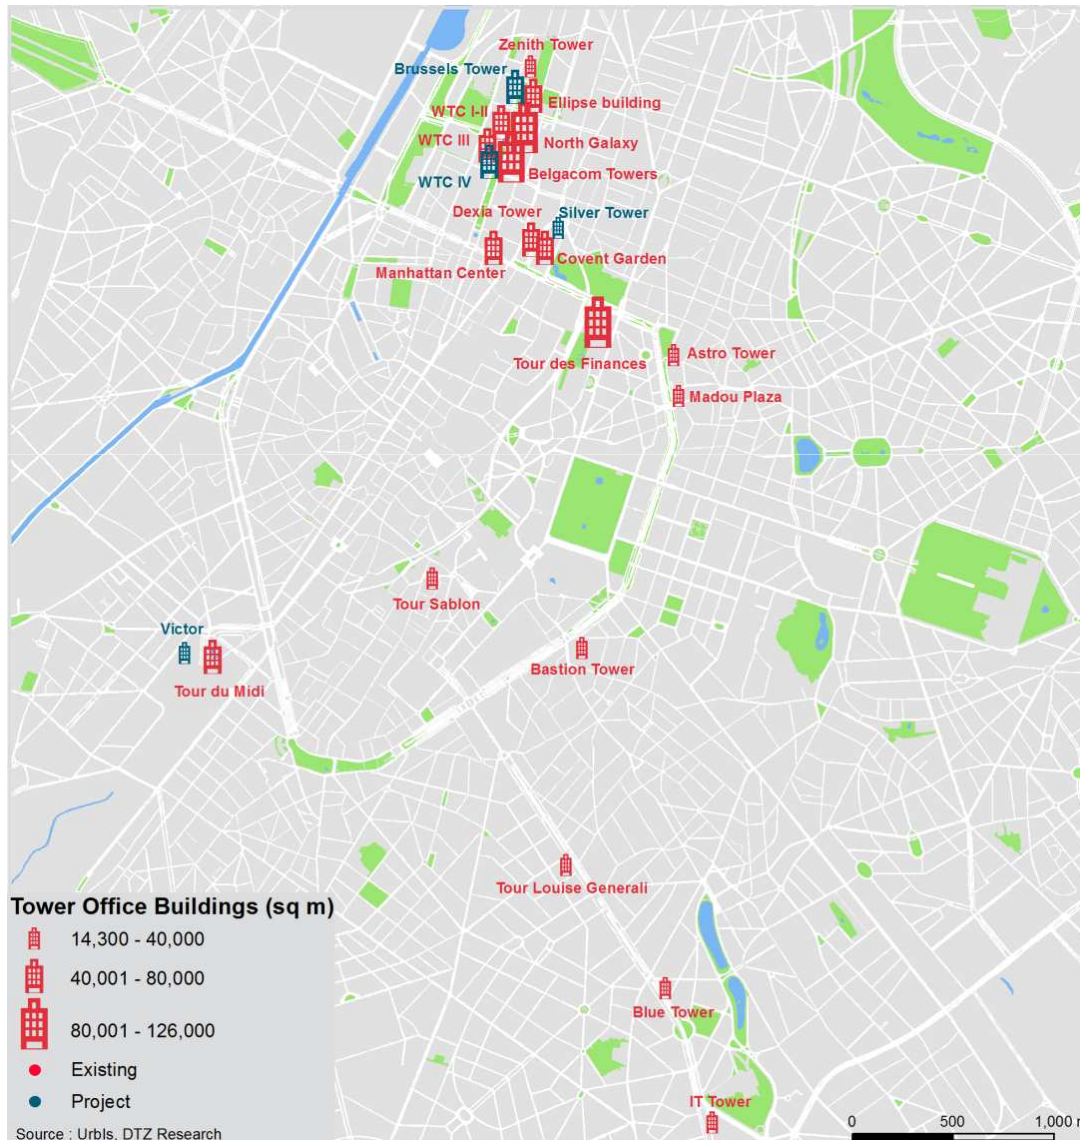 Zenith Tower
Brussels Tower
Ellipse building
WTC I-II
North Galaxy
WTC III
Belgacom Towers
WTC IV
Dexia Tower
Silver Tower
Covent Garden
Manhattan Center
Tour des Finances
Astro Tower
Madou Plaza
Tour Sablon
Victor
Bastion Tower
Tour du Midi
Tour Louise Generali
Tower Office Buildings (sq m)
14,300 - 40,000
40,001 - 80,000
80,001 - 126,000
Existing
Project
Source : UrbIs, DTZ Research
Blue Tower
IT Tower
0 500 1,000